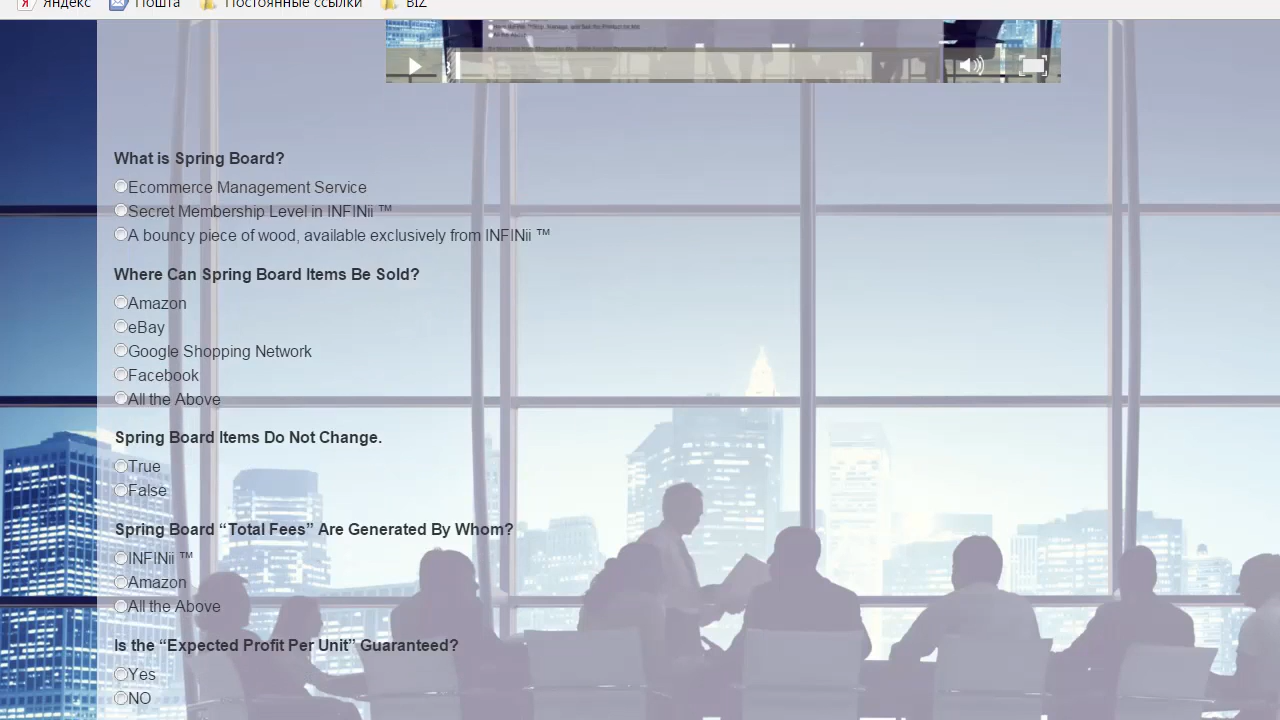 Яндекс Почта Постоянные ссылки BIZ
What is Spring Board?
Ecommerce Management Service
Secret Membership Level in INFINii ™
A bouncy piece of wood, available exclusively from INFINii ™
Where Can Spring Board Items Be Sold?
Amazon
eBay
Google Shopping Network
Facebook
All the Above
Spring Board Items Do Not Change.
True
False
Spring Board “Total Fees” Are Generated By Whom?
INFINii ™
Amazon
All the Above
Is the “Expected Profit Per Unit” Guaranteed?
Yes
NO